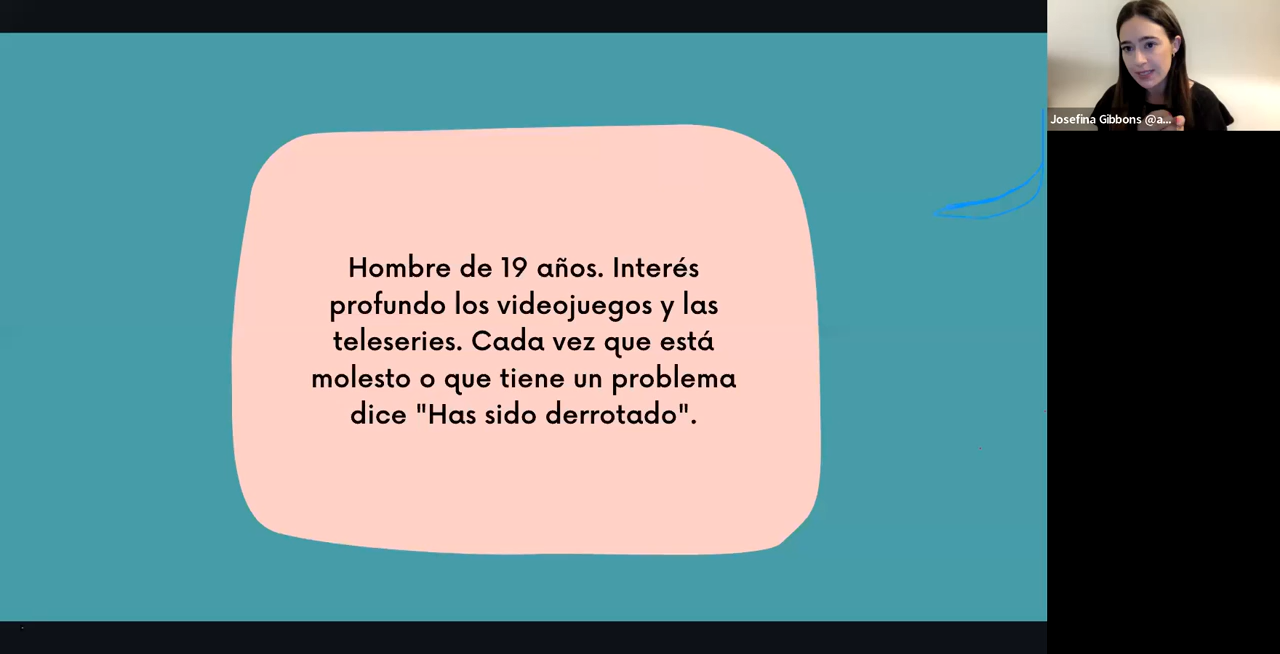 Hombre de 19 años. Interés
profundo los videojuegos y las
teleseries. Cada vez que está
molesto o que tiene un problema
dice "Has sido derrotado".
Josefina Gibbons @a...